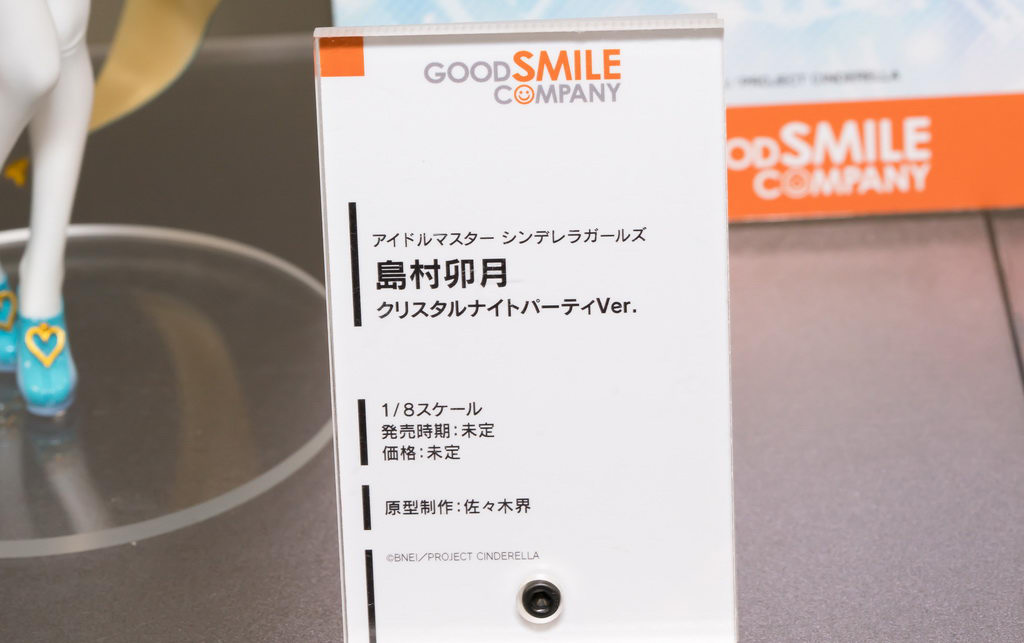 GOODSMILE
COMPANY
アイドルマスター シンデレラガールズ
島村卯月
クリスタルナイトパーティVer.
1/8スケール
発売時期:未定
価格:未定
原型制作:佐々木界
©BNEI/PROJECT CINDERELLA
/PROJECT CINDERELLA
SMILE
COMPANY